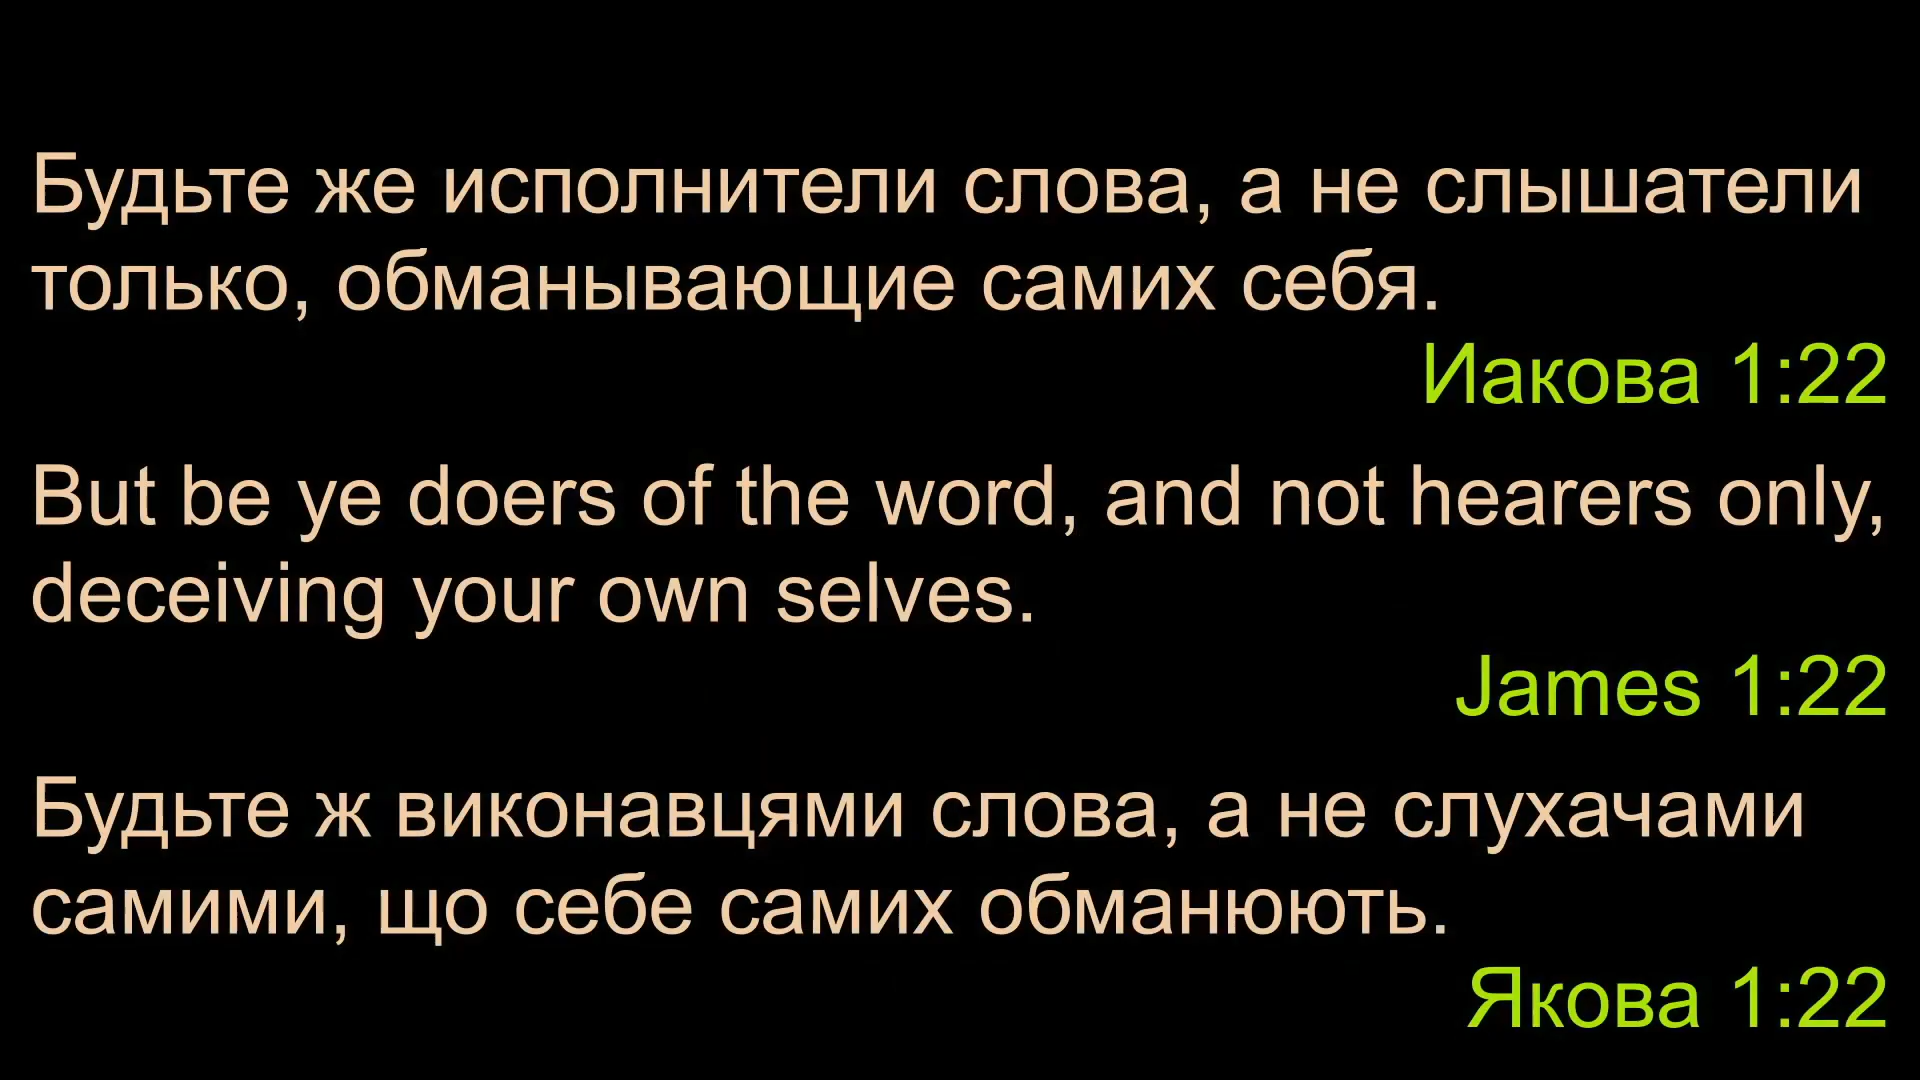 Будьте же исполнители слова, а не слышатели
только, обманывающие самих себя.
Иакова 1:22
But be ye doers of the word, and not hearers only,
deceiving your own selves.
James 1:22
Будьте ж виконавцями слова, а не слухачами
самими, що себе самих обманюють.
Якова 1:22